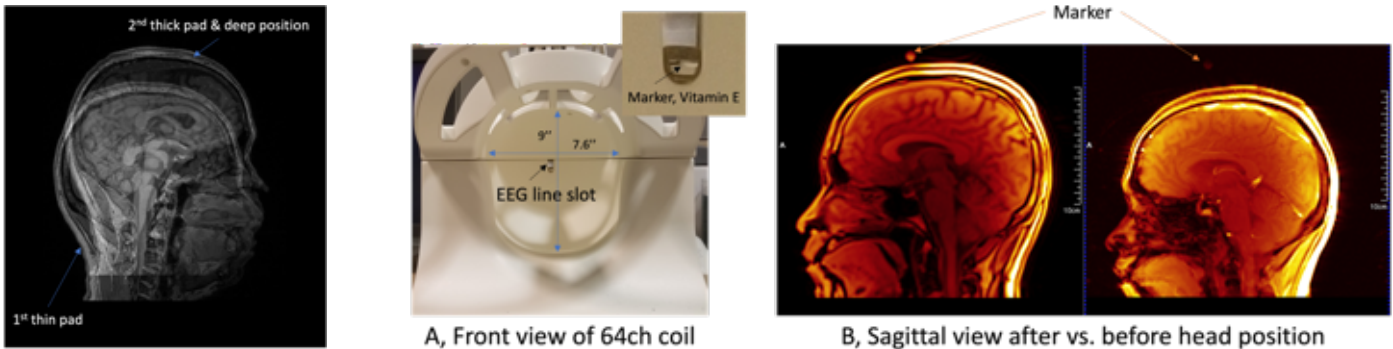 2nd thick pad & deep position
1st thin pad
Marker, Vitamin E
9’’
7.6’’
EEG line slot
A, Front view of 64ch coil
Marker
A
10cm
A
10cm
B, Sagittal view after vs. before head position